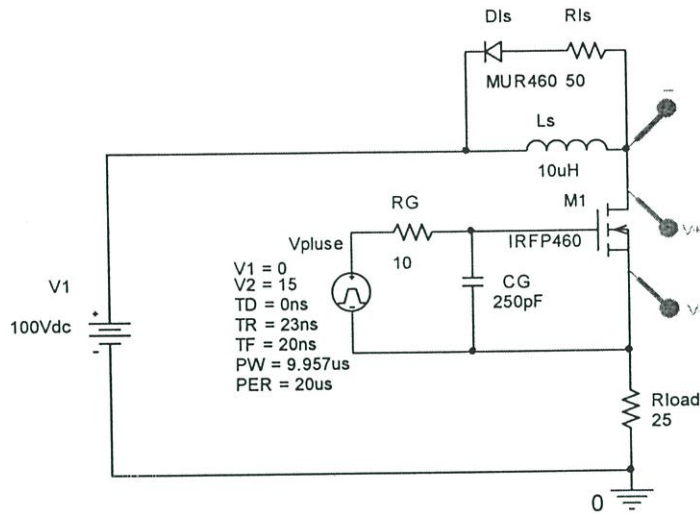 Dls
Rls
MUR460 50
Ls
10uH
M1
RG
IRFP460
Vpluse
10
V1 = 0
V2 = 15
TD = 0ns
TR = 23ns
TF = 20ns
PW = 9.957us
PER = 20us
CG
250pF
V1
100Vdc
+
-
V+
V-
Rload
25
0